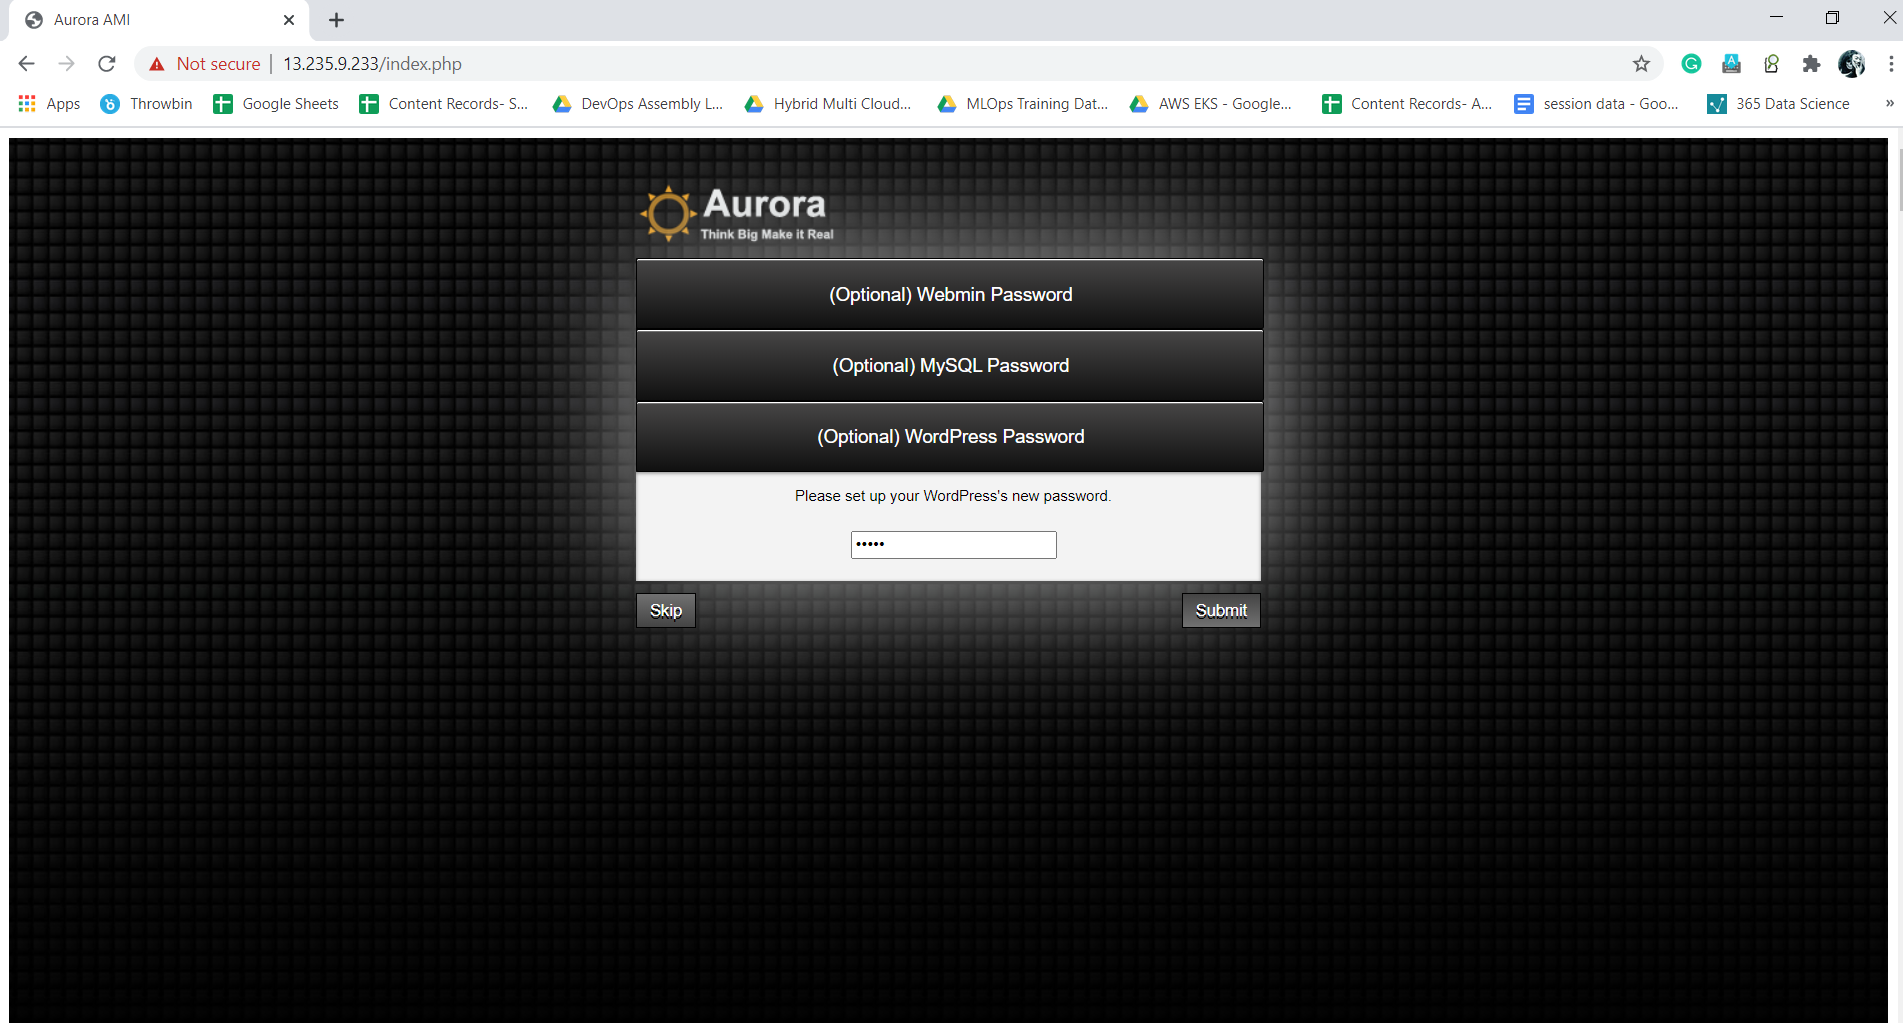 Aurora AMI
Not secure | 13.235.9.233/index.php
Apps Throwbin Google Sheets Content Records- S... DevOps Assembly L... Hybrid Multi Cloud... MLOps Training Dat... AWS EKS - Google... Content Records- A... session data - Goo... 365 Data Science »
Aurora
Think Big Make it Real
(Optional) Webmin Password
(Optional) MySQL Password
(Optional) WordPress Password
Please set up your WordPress's new password.
•••••
Skip Submit